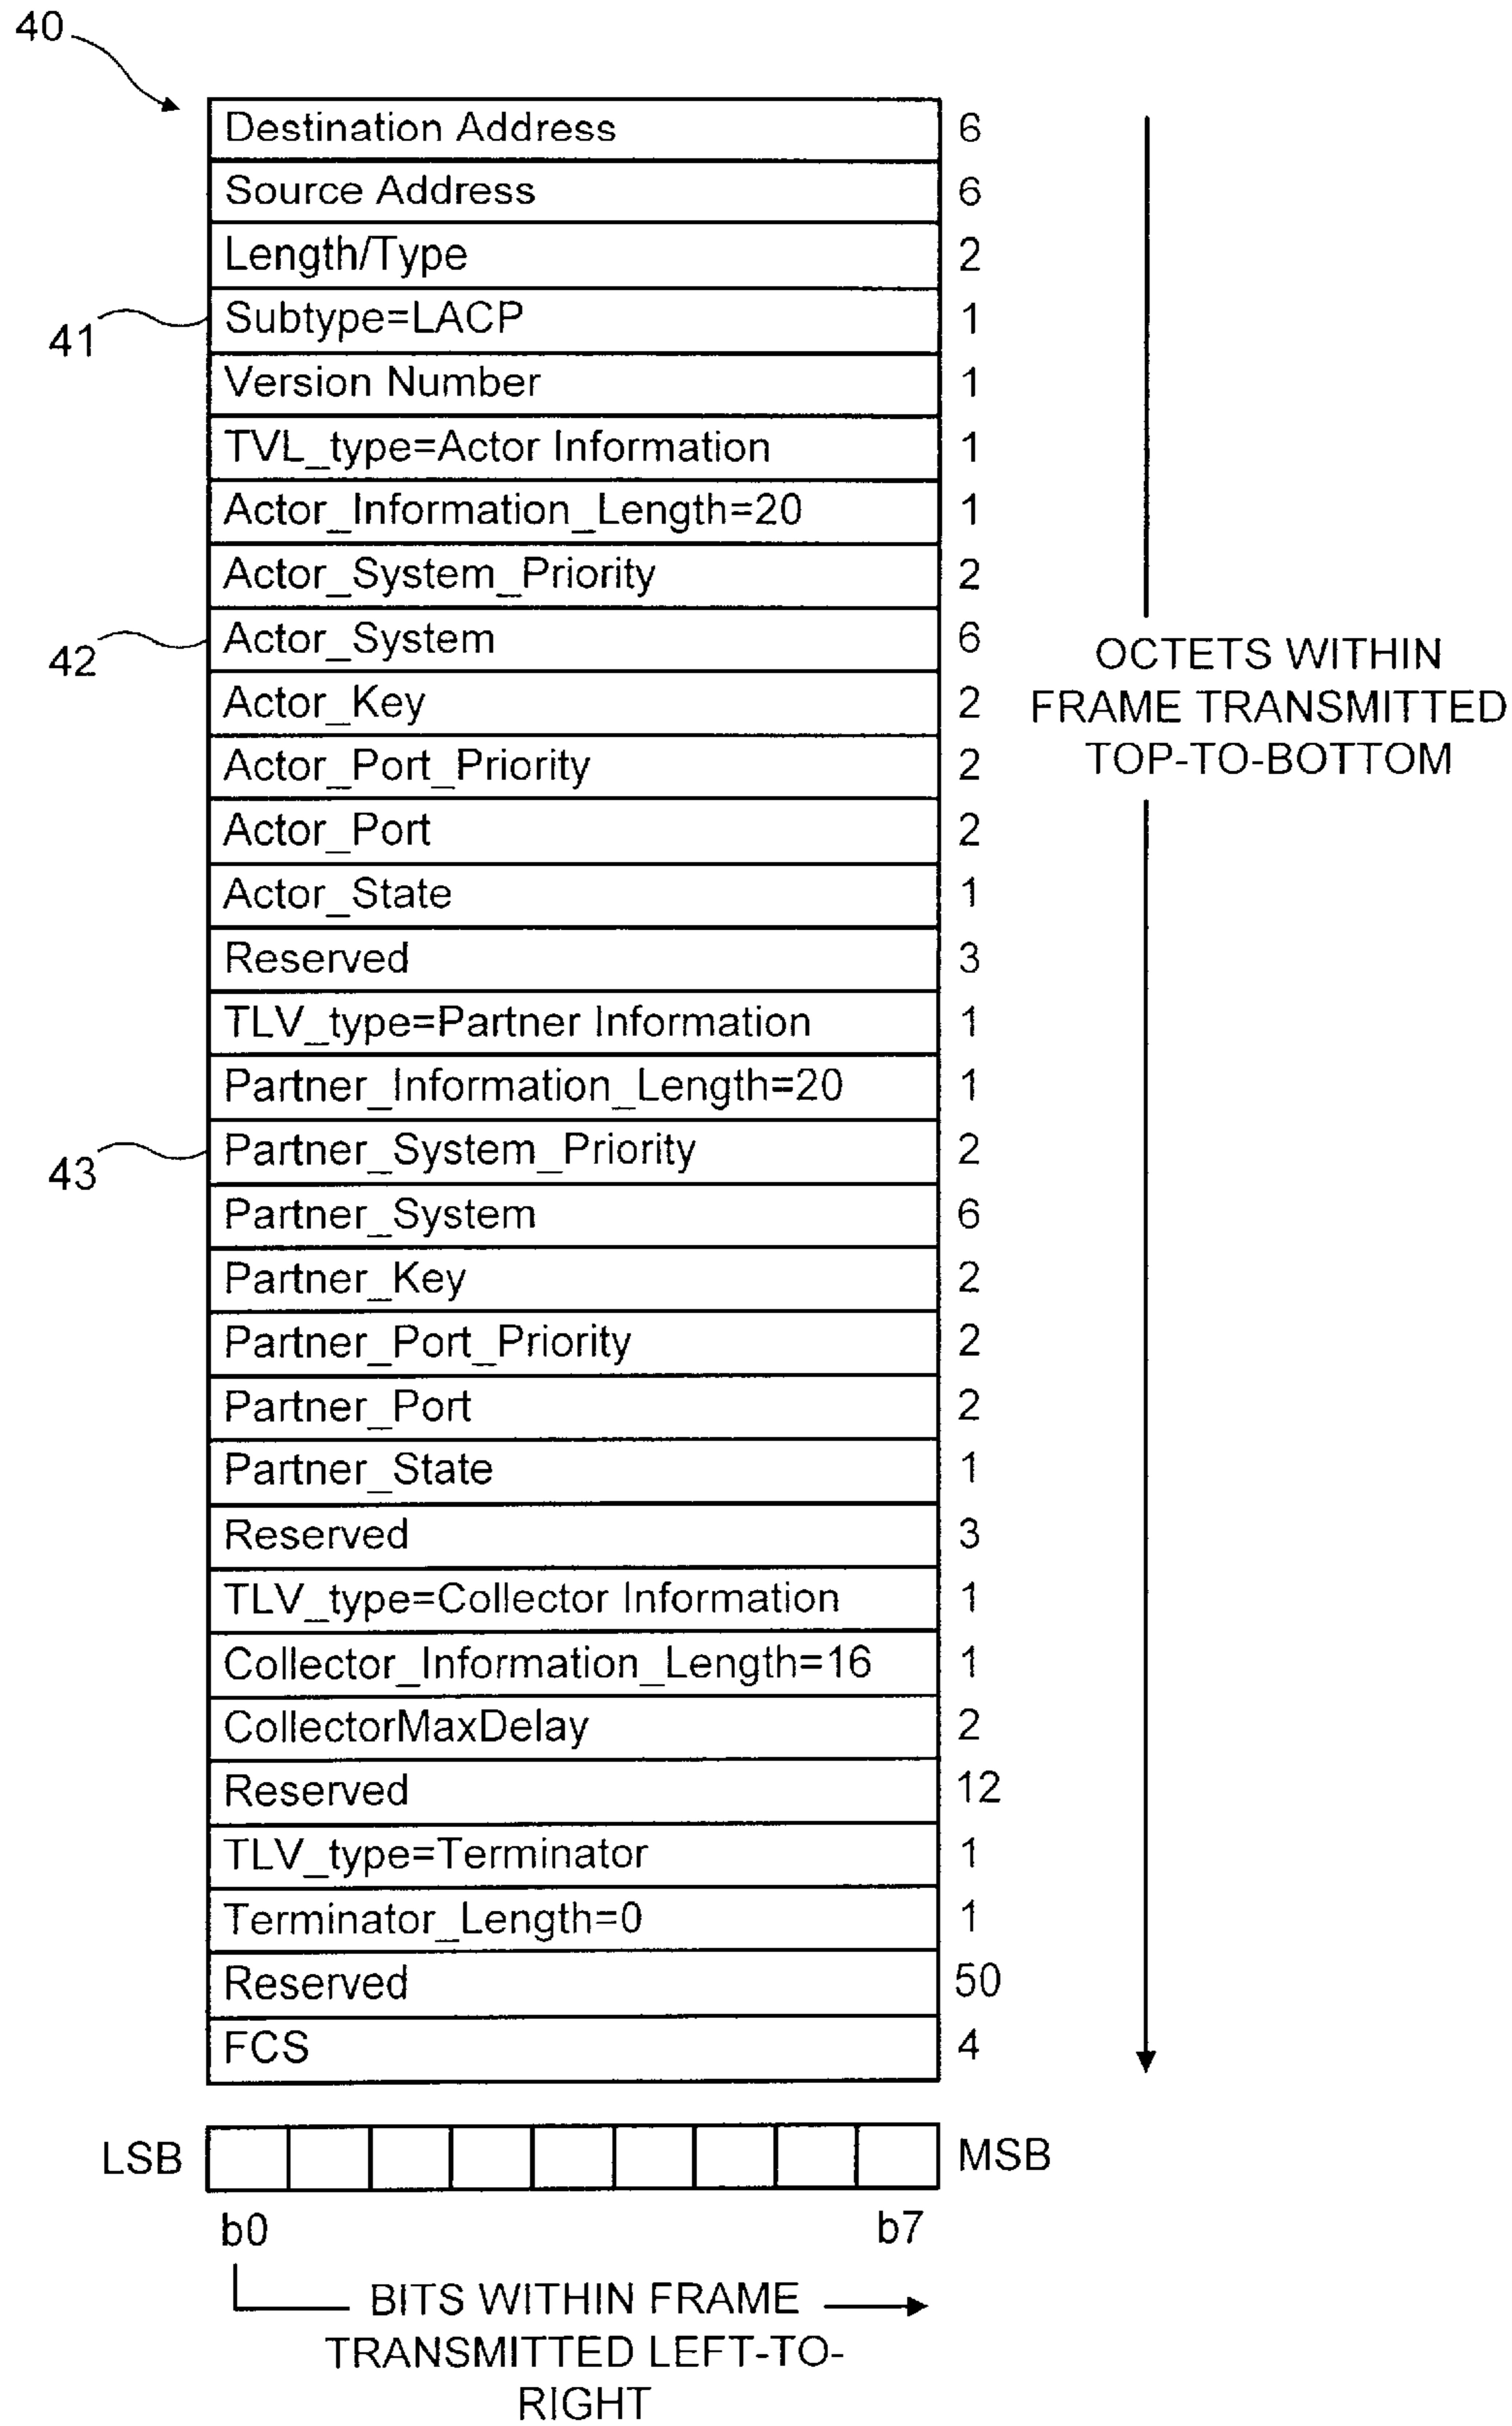 40
Destination Address 6
Source Address 6
Length/Type 2
41 Subtype=LACP 1
Version Number 1
TVL_type=Actor Information 1
Actor_Information_Length=20 1
Actor_System_Priority 2
42 Actor_System 6
Actor_Key 2
Actor_Port_Priority 2
Actor_Port 2
Actor_State 1
Reserved 3
TLV_type=Partner Information 1
Partner_Information_Length=20 1
43 Partner_System_Priority 2
Partner_System 6
Partner_Key 2
Partner_Port_Priority 2
Partner_Port 2
Partner_State 1
Reserved 3
TLV_type=Collector Information 1
Collector_Information_Length=16 1
CollectorMaxDelay 2
Reserved 12
TLV_type=Terminator 1
Terminator_Length=0 1
Reserved 50
FCS 4
OCTETS WITHIN
FRAME TRANSMITTED
TOP-TO-BOTTOM
LSB MSB
b0 b7
BITS WITHIN FRAME
TRANSMITTED LEFT-TO-
RIGHT